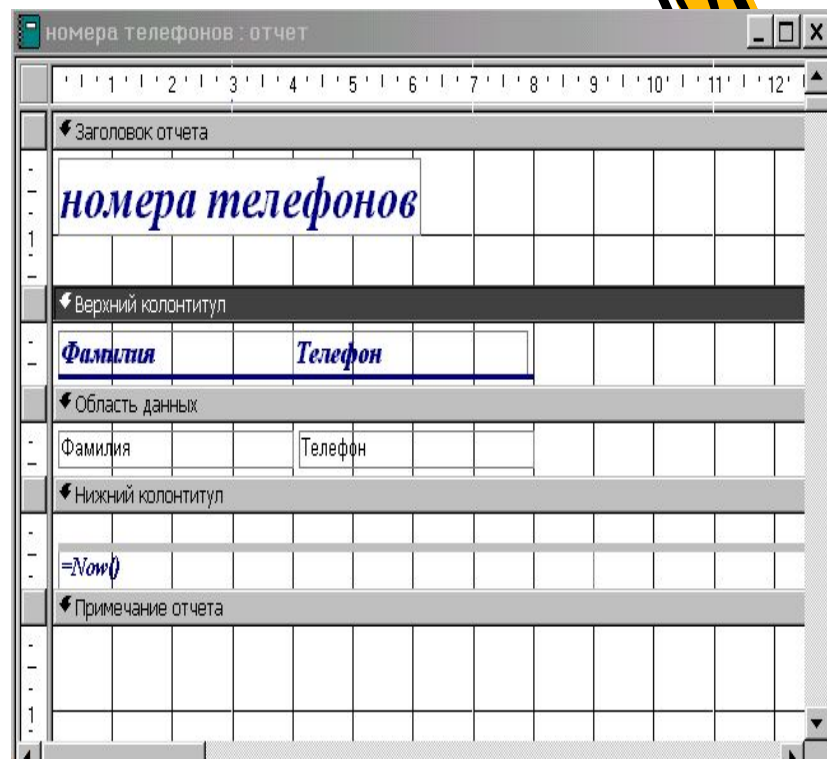 номера телефонов : отчет
1 2 3 4 5 6 7 8 9 10 11 12
Заголовок отчета
номера телефонов
1
Верхний колонтитул
Фамилия Телефон
Область данных
Фамилия Телефон
Нижний колонтитул
=Now()
Примечание отчета
1